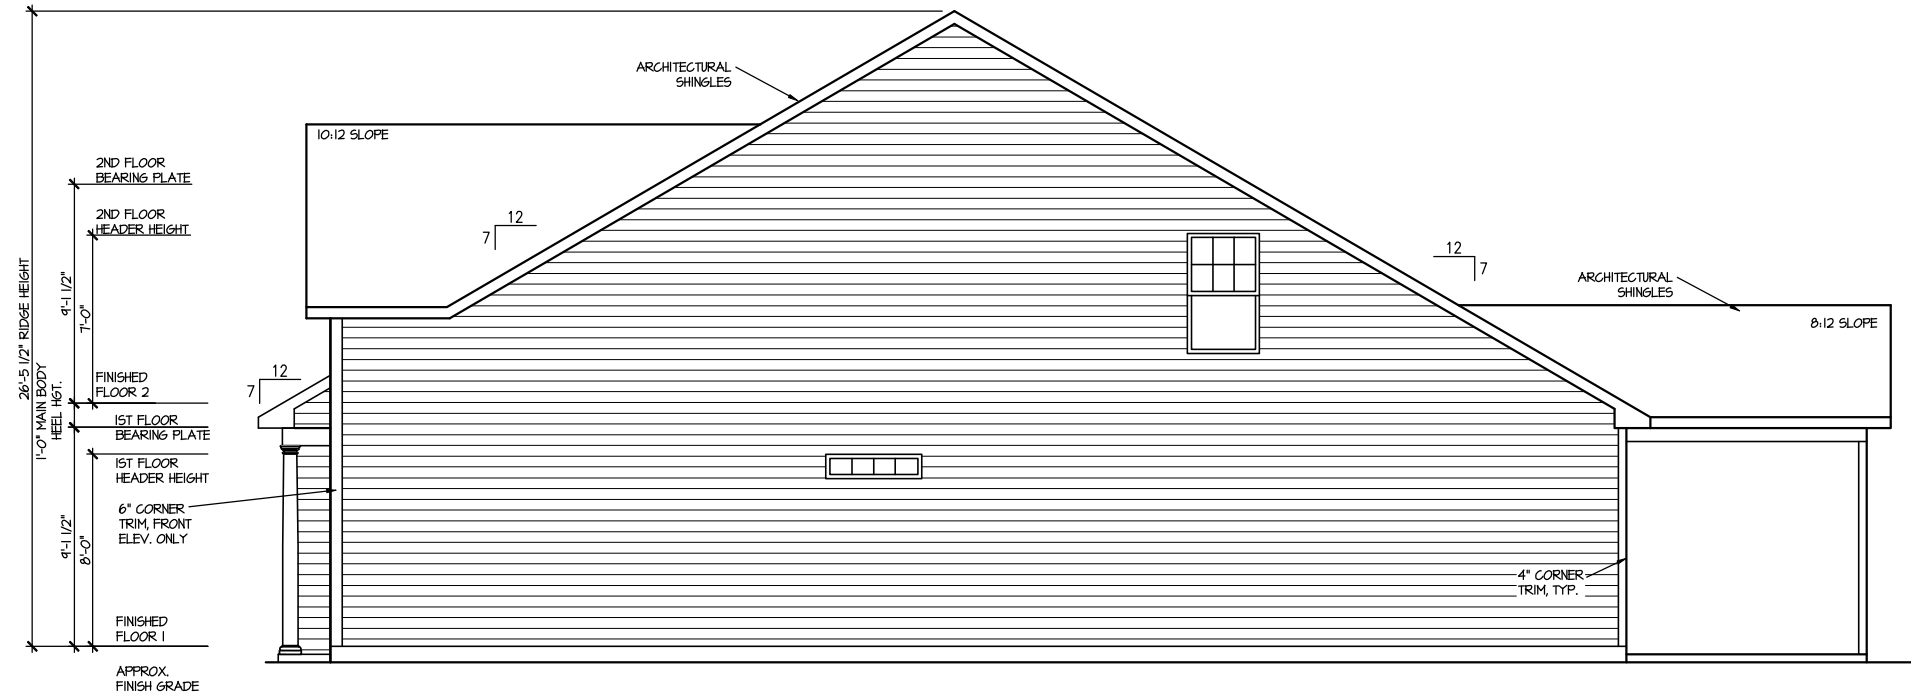 ARCHITECTURAL
SHINGLES
10:12 SLOPE
2ND FLOOR
BEARING PLATE
2ND FLOOR
HEADER HEIGHT
12
7
12
7
ARCHITECTURAL
SHINGLES
8:12 SLOPE
26'-5 1/2" RIDGE HEIGHT
1'-0" MAIN BODY
HEEL HGT.
9'-1 1/2"
7'-0"
12
7
FINISHED
FLOOR 2
1ST FLOOR
BEARING PLATE
1ST FLOOR
HEADER HEIGHT
6" CORNER
TRIM, FRONT
ELEV. ONLY
9'-1 1/2"
8'-0"
4" CORNER
TRIM, TYP.
FINISHED
FLOOR 1
APPROX.
FINISH GRADE